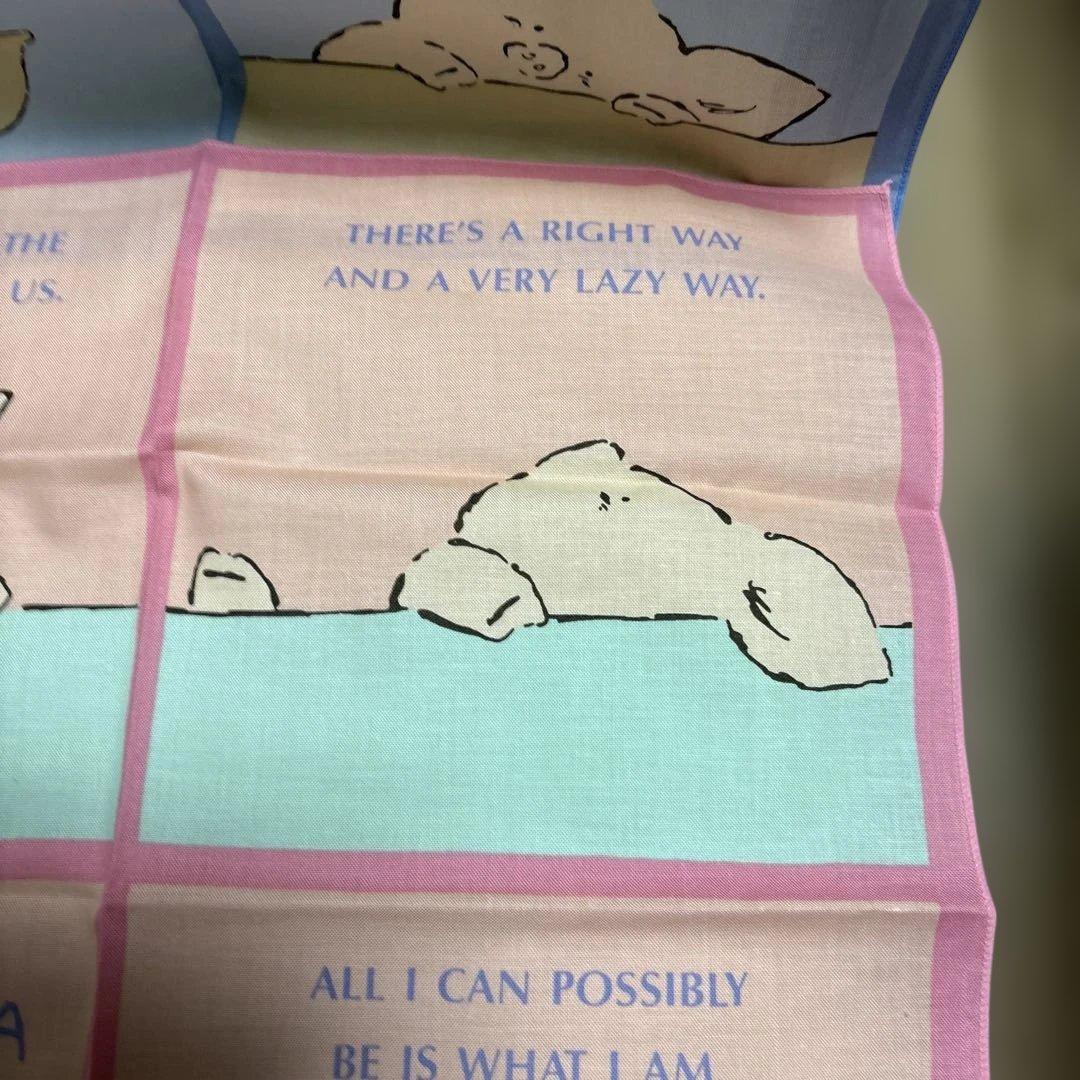 THE
US.
THERE'S A RIGHT WAY
AND A VERY LAZY WAY.
A
ALL I CAN POSSIBLY
BE IS WHAT I AM